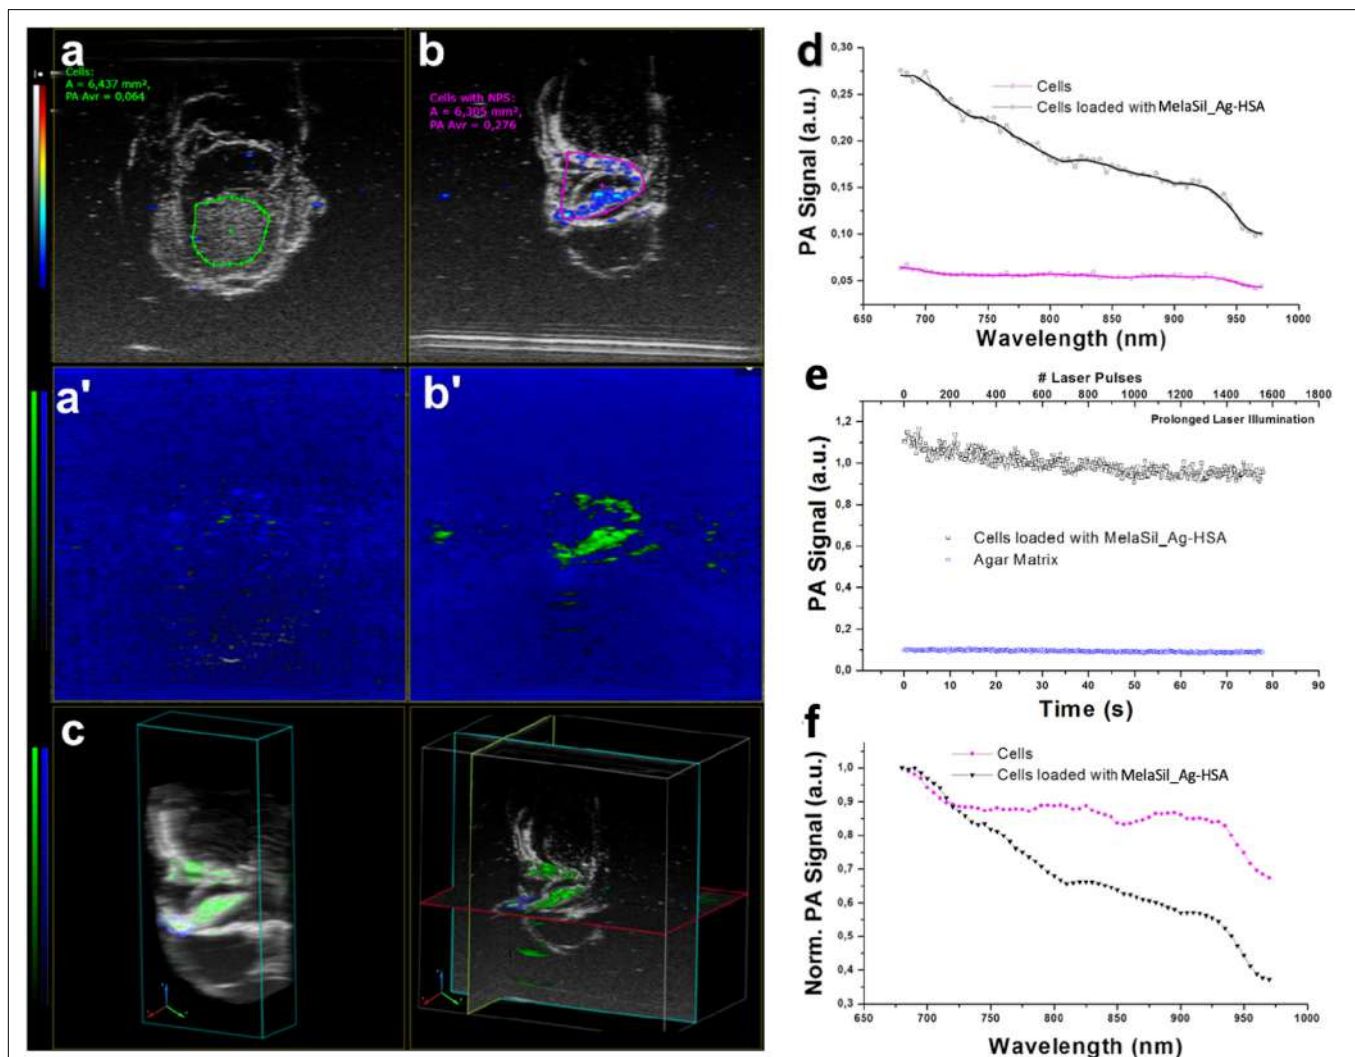 a
Cells:
A = 6,437 mm²,
PA Avr = 0,064
b
Cells with NPS:
A = 6,305 mm²,
PA Avr = 0,276
a'
b'
c
d
0,35
0,30
0,25
0,20
0,15
0,10
0,05
PA Signal (a.u.)
Cells
Cells loaded with MelaSil_Ag-HSA
650 700 750 800 850 900 950 1000
Wavelength (nm)
e
# Laser Pulses
0 200 400 600 800 1000 1200 1400 1600 1800
Prolonged Laser Illumination
1,2
1,0
0,8
0,6
0,4
0,2
0,0
PA Signal (a.u.)
Cells loaded with MelaSil_Ag-HSA
Agar Matrix
0 10 20 30 40 50 60 70 80 90
Time (s)
f
1,0
0,9
0,8
0,7
0,6
0,5
0,4
0,3
Norm. PA Signal (a.u.)
Cells
Cells loaded with MelaSil_Ag-HSA
650 700 750 800 850 900 950 1000
Wavelength (nm)